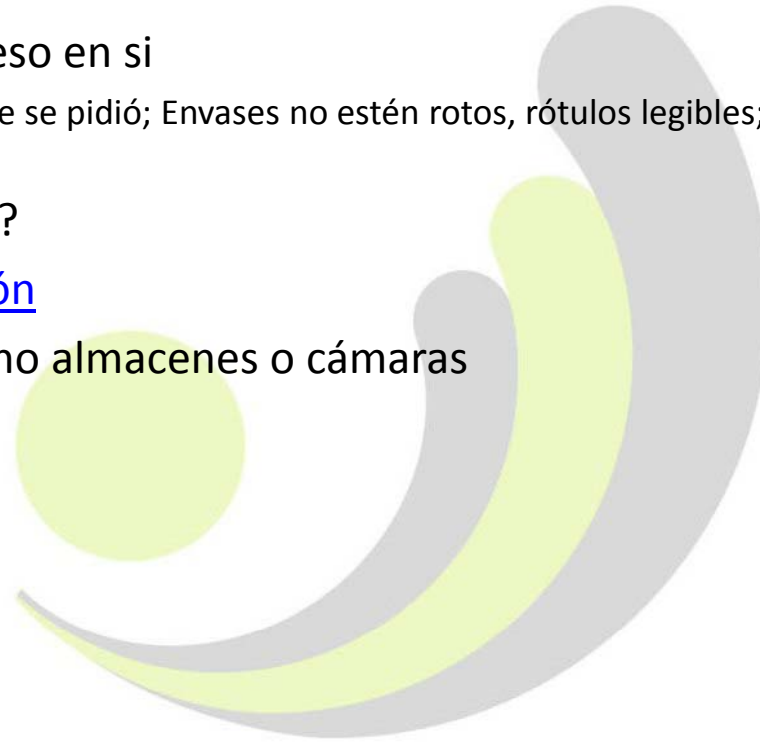 eso en si
e se pidió; Envases no estén rotos, rótulos legibles;
?
ón
no almacenes o cámaras